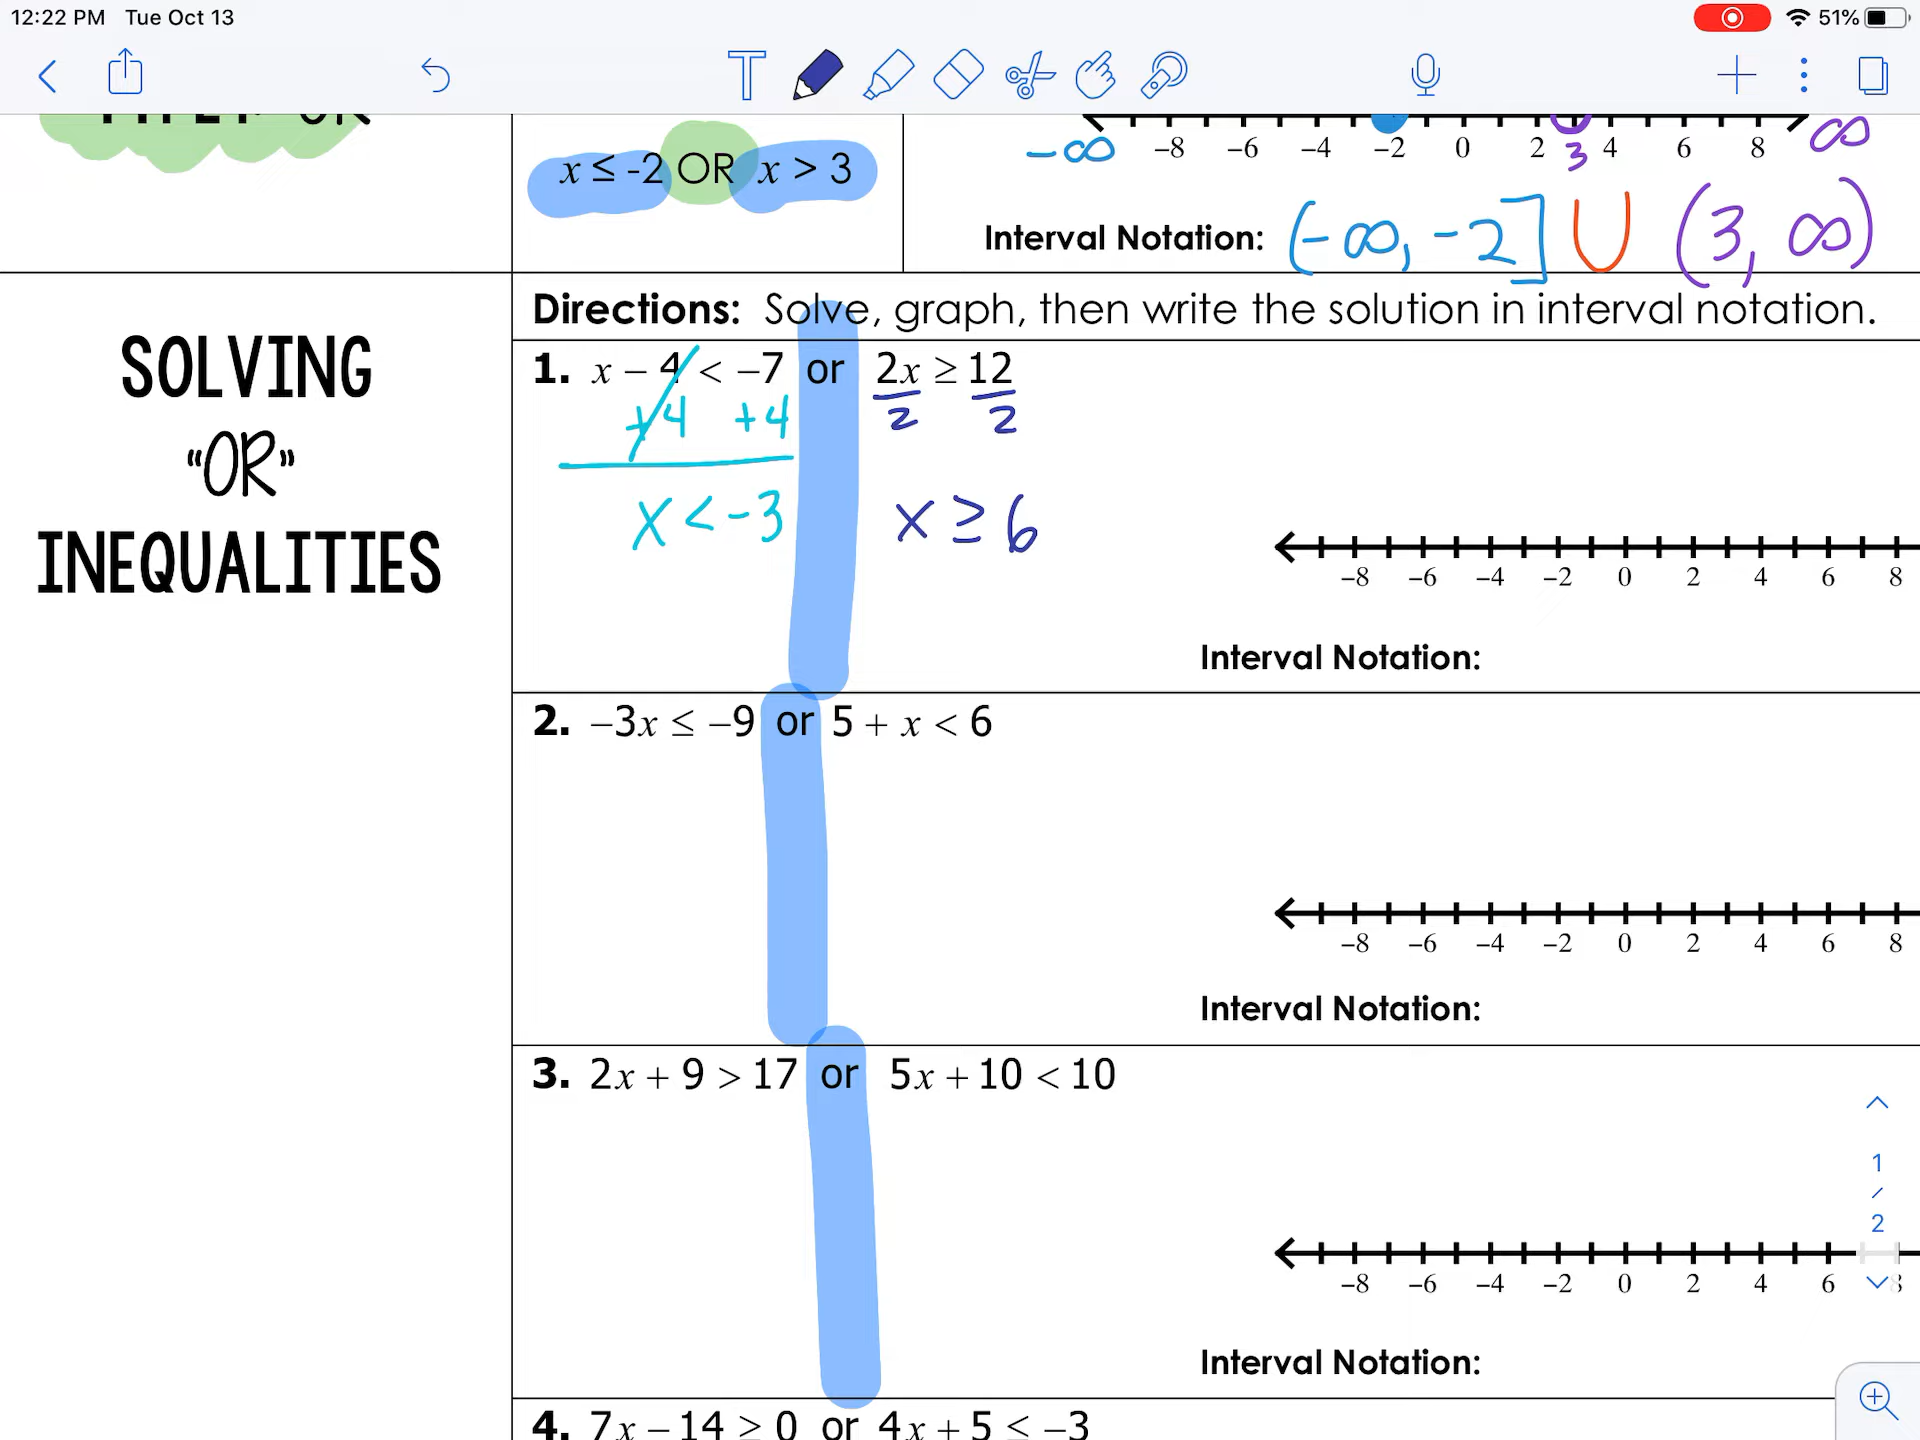 12:22 PM Tue Oct 13
51%
T
x ≤ -2 OR x > 3
-∞ -8 -6 -4 -2 0 2 3 4 6 8 ∞
Interval Notation: (-∞, -2] ∪ (3, ∞)
SOLVING
"OR"
INEQUALITIES
Directions: Solve, graph, then write the solution in interval notation.
1. x − 4 < −7 or 2x ≥ 12
+4 +4 2 2
x < -3 x ≥ 6
-8 -6 -4 -2 0 2 4 6 8
Interval Notation:
2. −3x ≤ −9 or 5 + x < 6
-8 -6 -4 -2 0 2 4 6 8
Interval Notation:
3. 2x + 9 > 17 or 5x + 10 < 10
-8 -6 -4 -2 0 2 4 6 8
Interval Notation:
1
/
2
4. 7x − 14 ≥ 0 or 4x + 5 ≤ −3